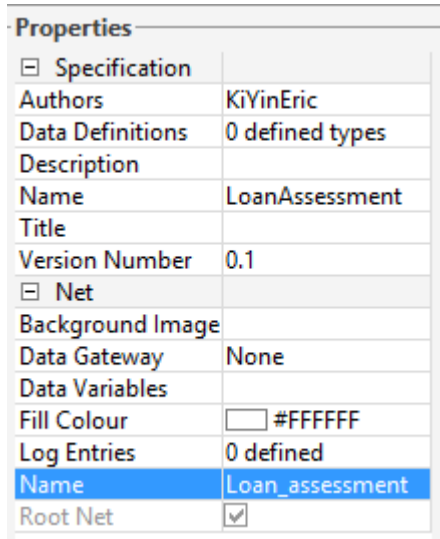 Properties
Specification
Authors KiYinEric
Data Definitions 0 defined types
Description
Name LoanAssessment
Title
Version Number 0.1
Net
Background Image
Data Gateway None
Data Variables
Fill Colour #FFFFFF
Log Entries 0 defined
Name Loan_assessment
Root Net